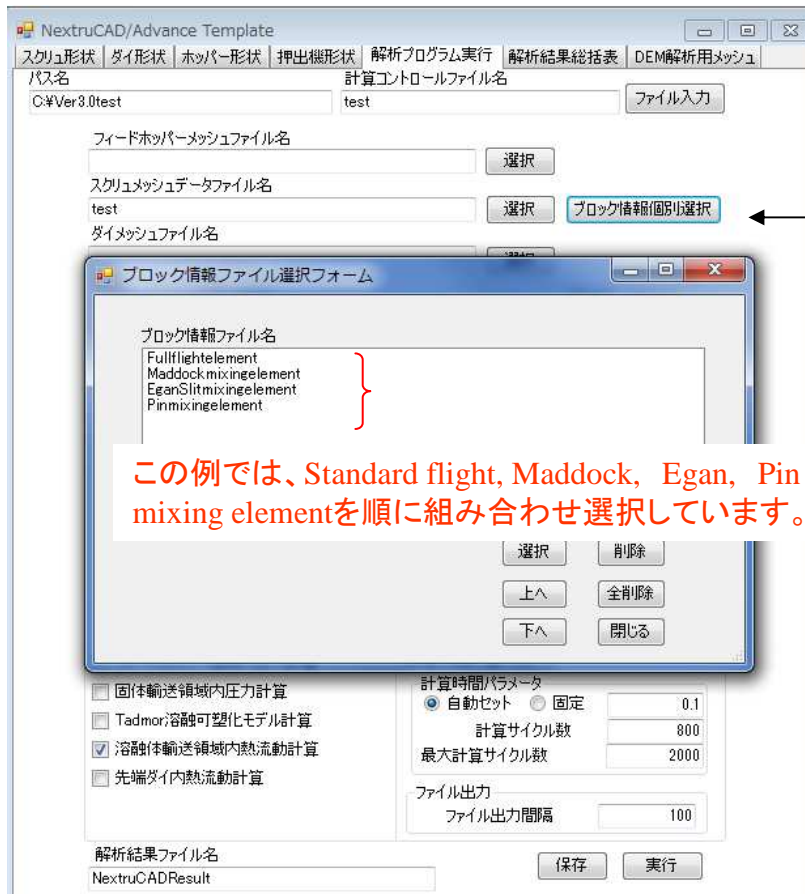 NextruCAD/Advance Template
スクリュ形状 ダイ形状 ホッパー形状 押出機形状 解析プログラム実行 解析結果総括表 DEM解析用メッシュ
パス名 計算コントロールファイル名
C:¥Ver3.0test test ファイル入力
フィードホッパーメッシュファイル名
選択
スクリュメッシュデータファイル名
test 選択 ブロック情報個別選択
ダイメッシュファイル名
ブロック情報ファイル選択フォーム
ブロック情報ファイル名
Fullflightelement
Maddockmixingelement
EganSlitmixingelement
Pinmixingelement
この例では、Standard flight, Maddock, Egan, Pin
mixing elementを順に組み合わせ選択しています。
選択 削除
上へ 全削除
下へ 閉じる
固体輸送領域内圧力計算
Tadmor溶融可塑化モデル計算
溶融体輸送領域内熱流動計算
先端ダイ内熱流動計算
計算時間パラメータ
自動セット 固定 0.1
計算サイクル数 800
最大計算サイクル数 2000
ファイル出力
ファイル出力間隔 100
解析結果ファイル名
NextruCADResult 保存 実行